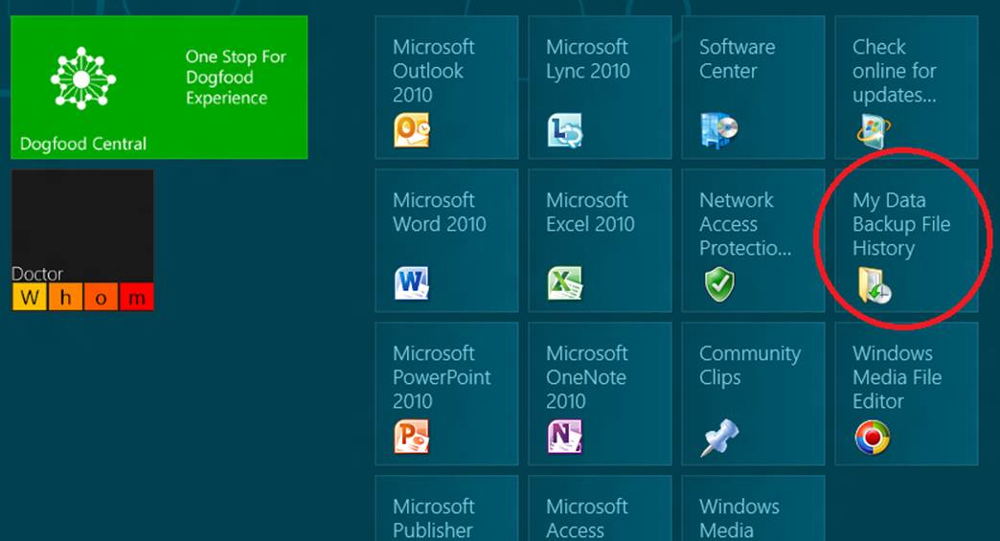 One Stop For
Dogfood
Experience
Dogfood Central
Doctor
W h o m
Microsoft
Outlook
2010
Microsoft
Lync 2010
Software
Center
Check
online for
updates...
Microsoft
Word 2010
Microsoft
Excel 2010
Network
Access
Protectio...
My Data
Backup File
History
Microsoft
PowerPoint
2010
Microsoft
OneNote
2010
Community
Clips
Windows
Media File
Editor
Microsoft
Publisher
Microsoft
Access
Windows
Media